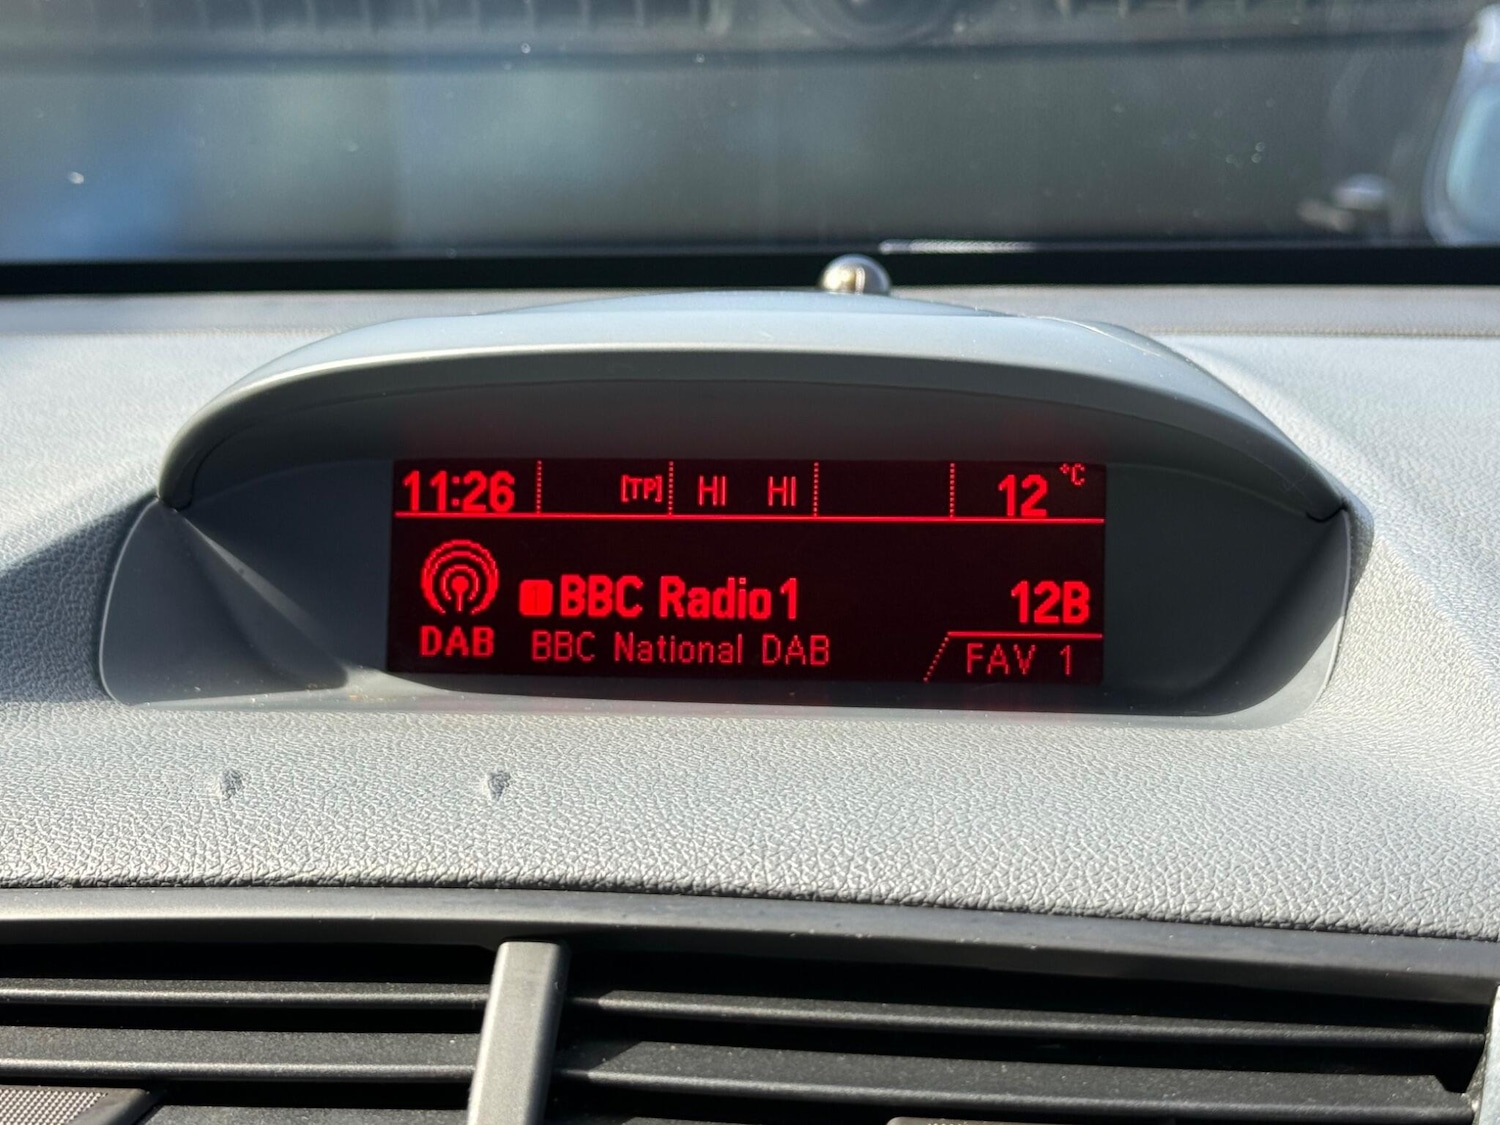 11:26 [TP] HI HI 12 °C
BBC Radio 1 12B
DAB BBC National DAB FAV 1